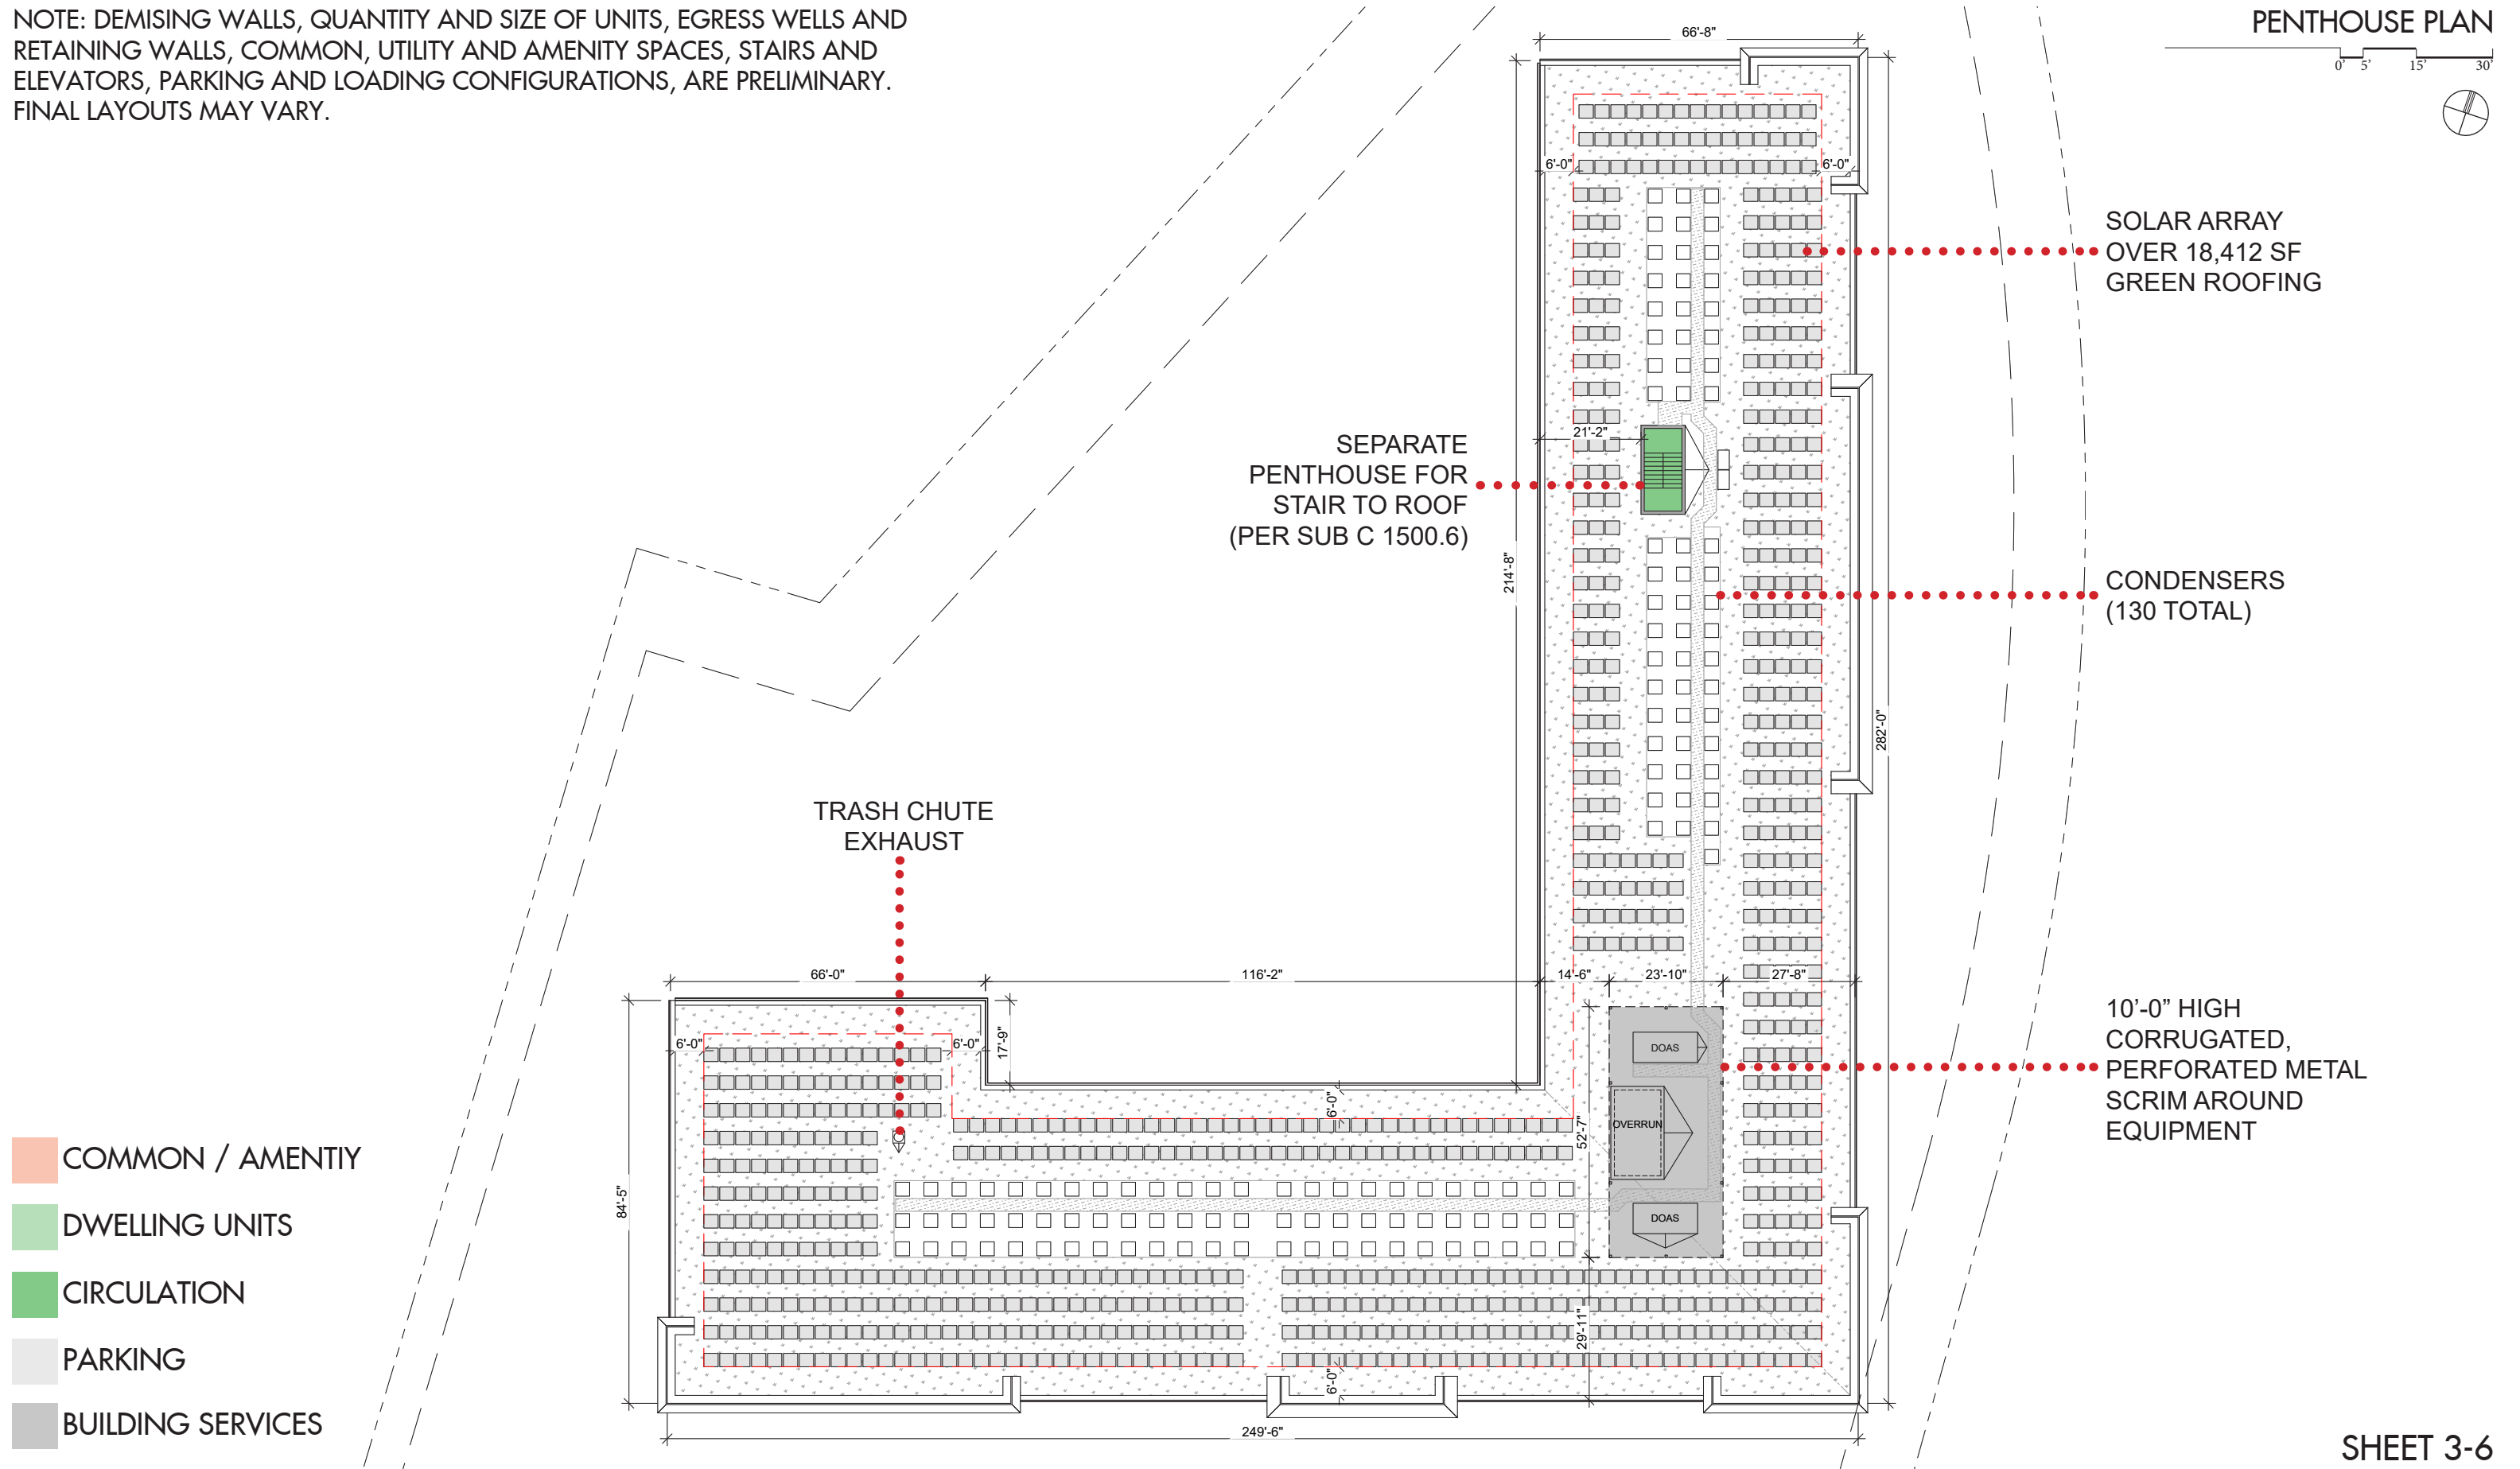 NOTE: DEMISING WALLS, QUANTITY AND SIZE OF UNITS, EGRESS WELLS AND
RETAINING WALLS, COMMON, UTILITY AND AMENITY SPACES, STAIRS AND
ELEVATORS, PARKING AND LOADING CONFIGURATIONS, ARE PRELIMINARY.
FINAL LAYOUTS MAY VARY.
PENTHOUSE PLAN
0' 5' 15' 30'
66'-8"
6'-0"
6'-0"
SOLAR ARRAY
OVER 18,412 SF
GREEN ROOFING
21'-2"
SEPARATE
PENTHOUSE FOR
STAIR TO ROOF
(PER SUB C 1500.6)
214'-8"
CONDENSERS
(130 TOTAL)
282'-0"
TRASH CHUTE
EXHAUST
66'-0"
116'-2"
14'-6"
23'-10"
27'-8"
6'-0"
6'-0"
17'-9"
DOAS
10'-0" HIGH
CORRUGATED,
PERFORATED METAL
SCRIM AROUND
EQUIPMENT
6'-0"
52'-7"
OVERRUN
84'-5"
DOAS
29'-11"
6'-0"
249'-6"
COMMON / AMENTIY
DWELLING UNITS
CIRCULATION
PARKING
BUILDING SERVICES
SHEET 3-6